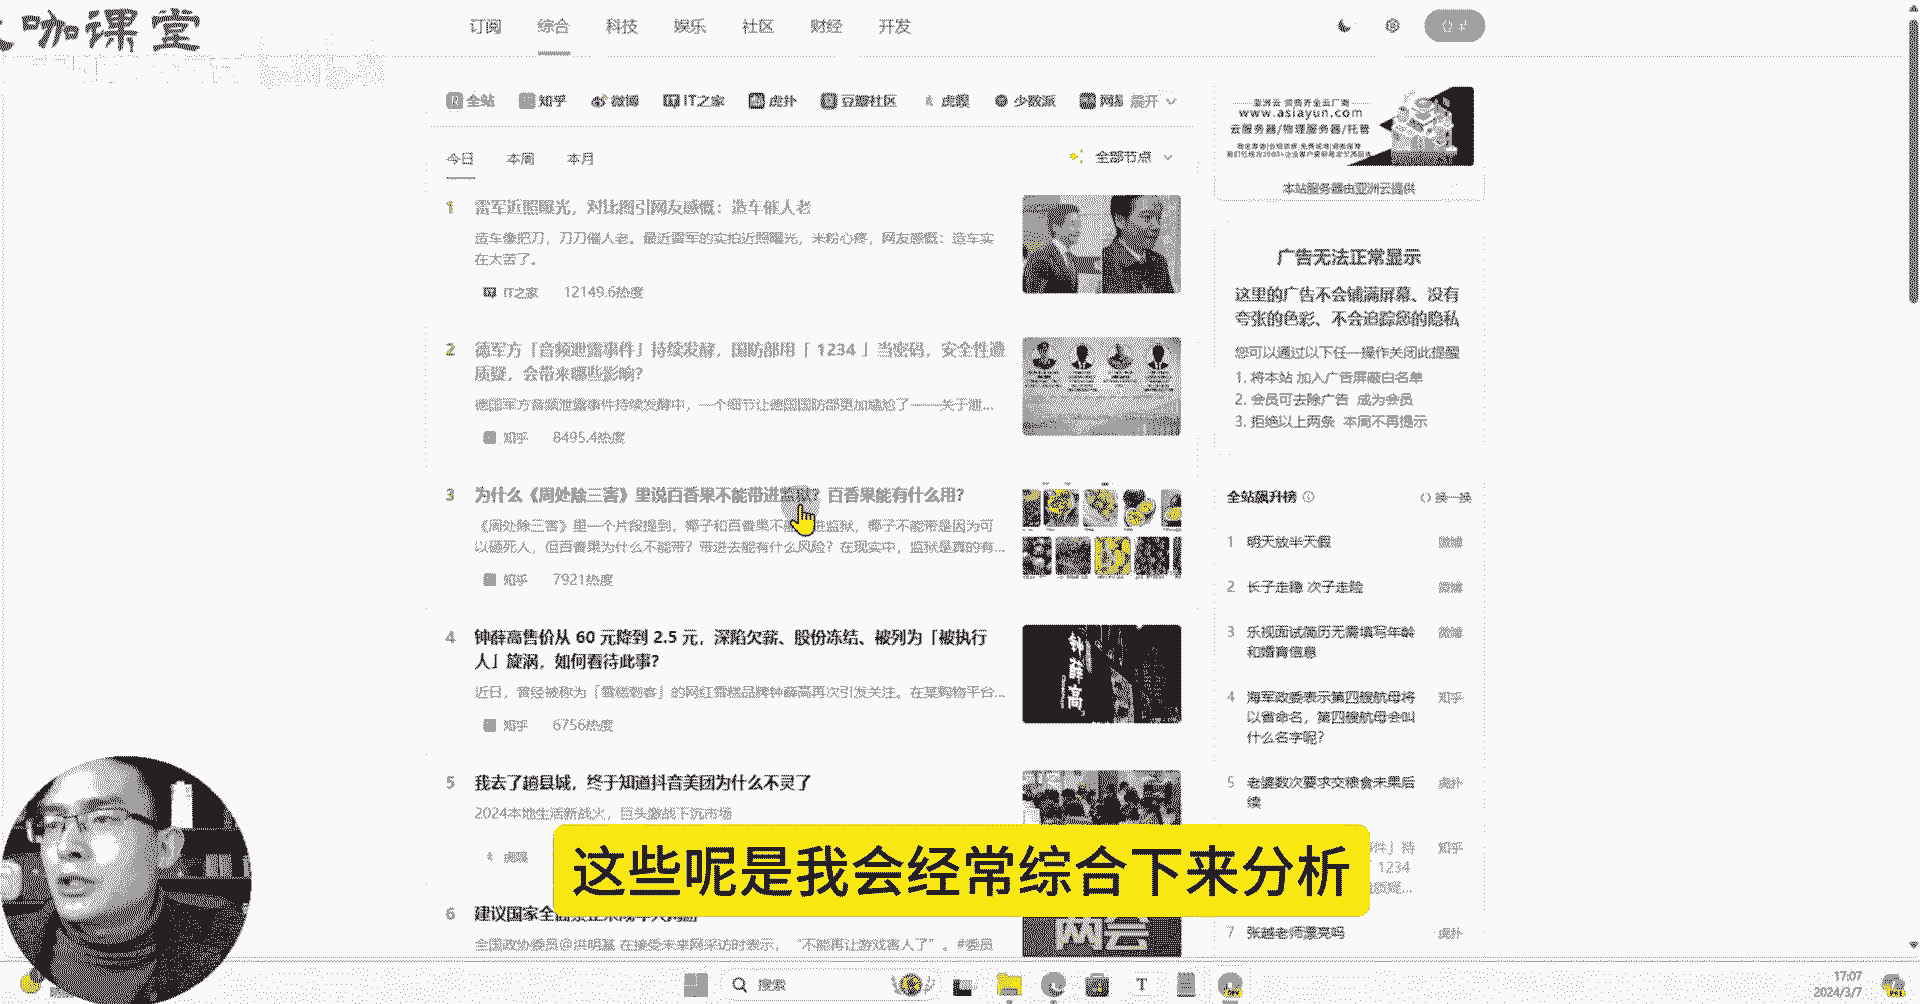 咖课堂
订阅 综合 科技 娱乐 社区 财经 开发
全站 知乎 微博 IT之家 虎扑 豆瓣社区 虎嗅 少数派 展开
今日 本周 本月 全部节点
1 雷军近照曝光，对比图引网友感慨：造车催人老
造车像把刀，刀刀催人老。最近雷军的实拍近照曝光，米粉心疼，网友感慨：造车实
在太苦了。
IT之家 12149.6热度
2 德军方「音频泄露事件」持续发酵，国防部用「 1234 」当密码，安全性遭
质疑，会带来哪些影响？
德国军方音频泄露事件持续发酵中，一个细节让德国国防部更加尴尬了——关于泄...
知乎 8495.4热度
3 为什么《周处除三害》里说百香果不能带进监狱？百香果能有什么用？
《周处除三害》里一个片段提到，椰子和百香果不能带进监狱，椰子不能带是因为可
以砸死人，但百香果为什么不能带？带进去能有什么风险？在现实中，监狱是真的有...
知乎 7921热度
4 钟薛高售价从 60 元降到 2.5 元，深陷欠薪、股份冻结、被列为「被执行
人」旋涡，如何看待此事？
近日，曾经被称为「雪糕刺客」的网红雪糕品牌钟薛高再次引发关注。在某购物平台...
知乎 6756热度
钟薛高
5 我去了趟县城，终于知道抖音美团为什么不灵了
2024本地生活新战火，巨头激战下沉市场
虎嗅
6 建议国家全面禁止未成年人网游
全国政协委员@洪明基 在接受未来网采访时表示，“不能再让游戏害人了”。#委员
两会
亚洲云 资质齐全云厂商
www.asiayun.com
云服务器/物理服务器/托管
本站服务器由亚洲云提供
广告无法正常显示
这里的广告不会铺满屏幕、没有
夸张的色彩、不会追踪您的隐私
您可以通过以下任一操作关闭此提醒
1. 将本站 加入广告屏蔽白名单
2. 会员可去除广告 成为会员
3. 拒绝以上两条 本周不再提示
全站飙升榜 换一换
1 明天放半天假 微博
2 长子走稳 次子走险 微博
3 乐视面试简历无需填写年龄 微博
和婚育信息
4 海军政委表示第四艘航母将 知乎
以省命名，第四艘航母会叫
什么名字呢？
5 老婆数次要求交粮食未果后 虎扑
续
件」持 知乎
1234
质疑...
7 张越老师漂亮吗 虎扑
这些呢是我会经常综合下来分析
搜索
17:07
2024/3/7